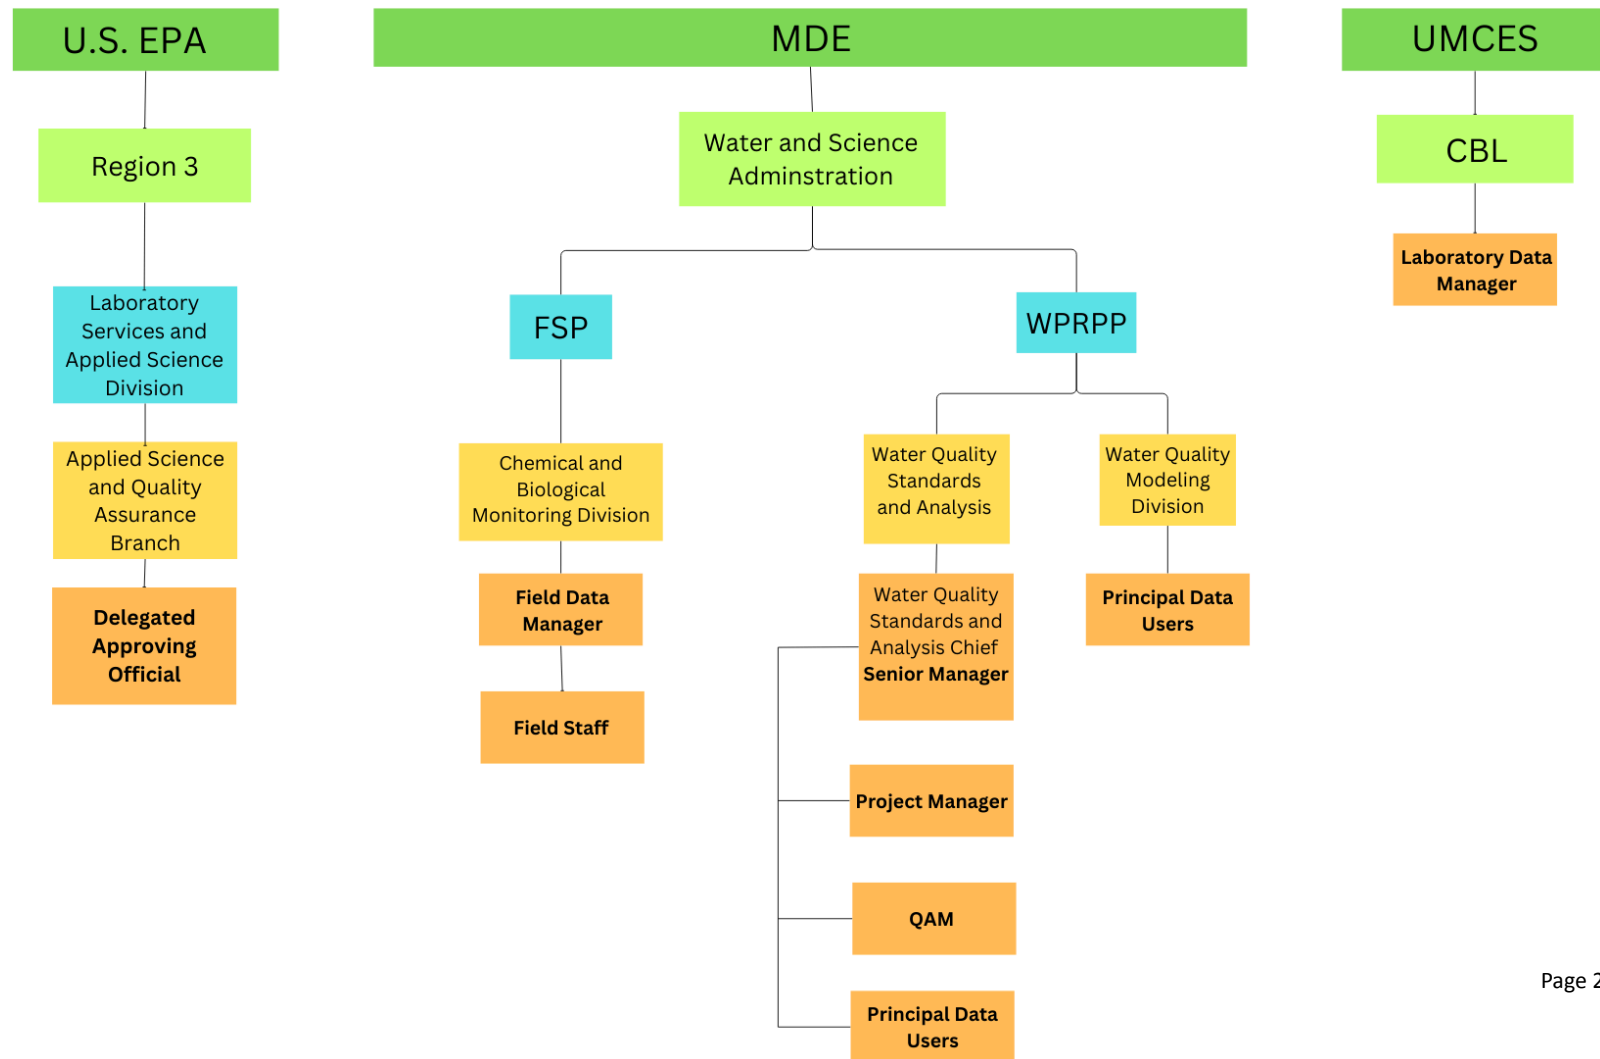 U.S. EPA
Region 3
Laboratory
Services and
Applied Science
Division
Applied Science
and Quality
Assurance
Branch
Delegated
Approving
Official
MDE
Water and Science
Adminstration
FSP
Chemical and
Biological
Monitoring Division
Field Data
Manager
Field Staff
WPRPP
Water Quality
Standards
and Analysis
Water Quality
Standards and
Analysis Chief
Senior Manager
Project Manager
QAM
Principal Data
Users
Water Quality
Modeling
Division
Principal Data
Users
UMCES
CBL
Laboratory Data
Manager
Page 2